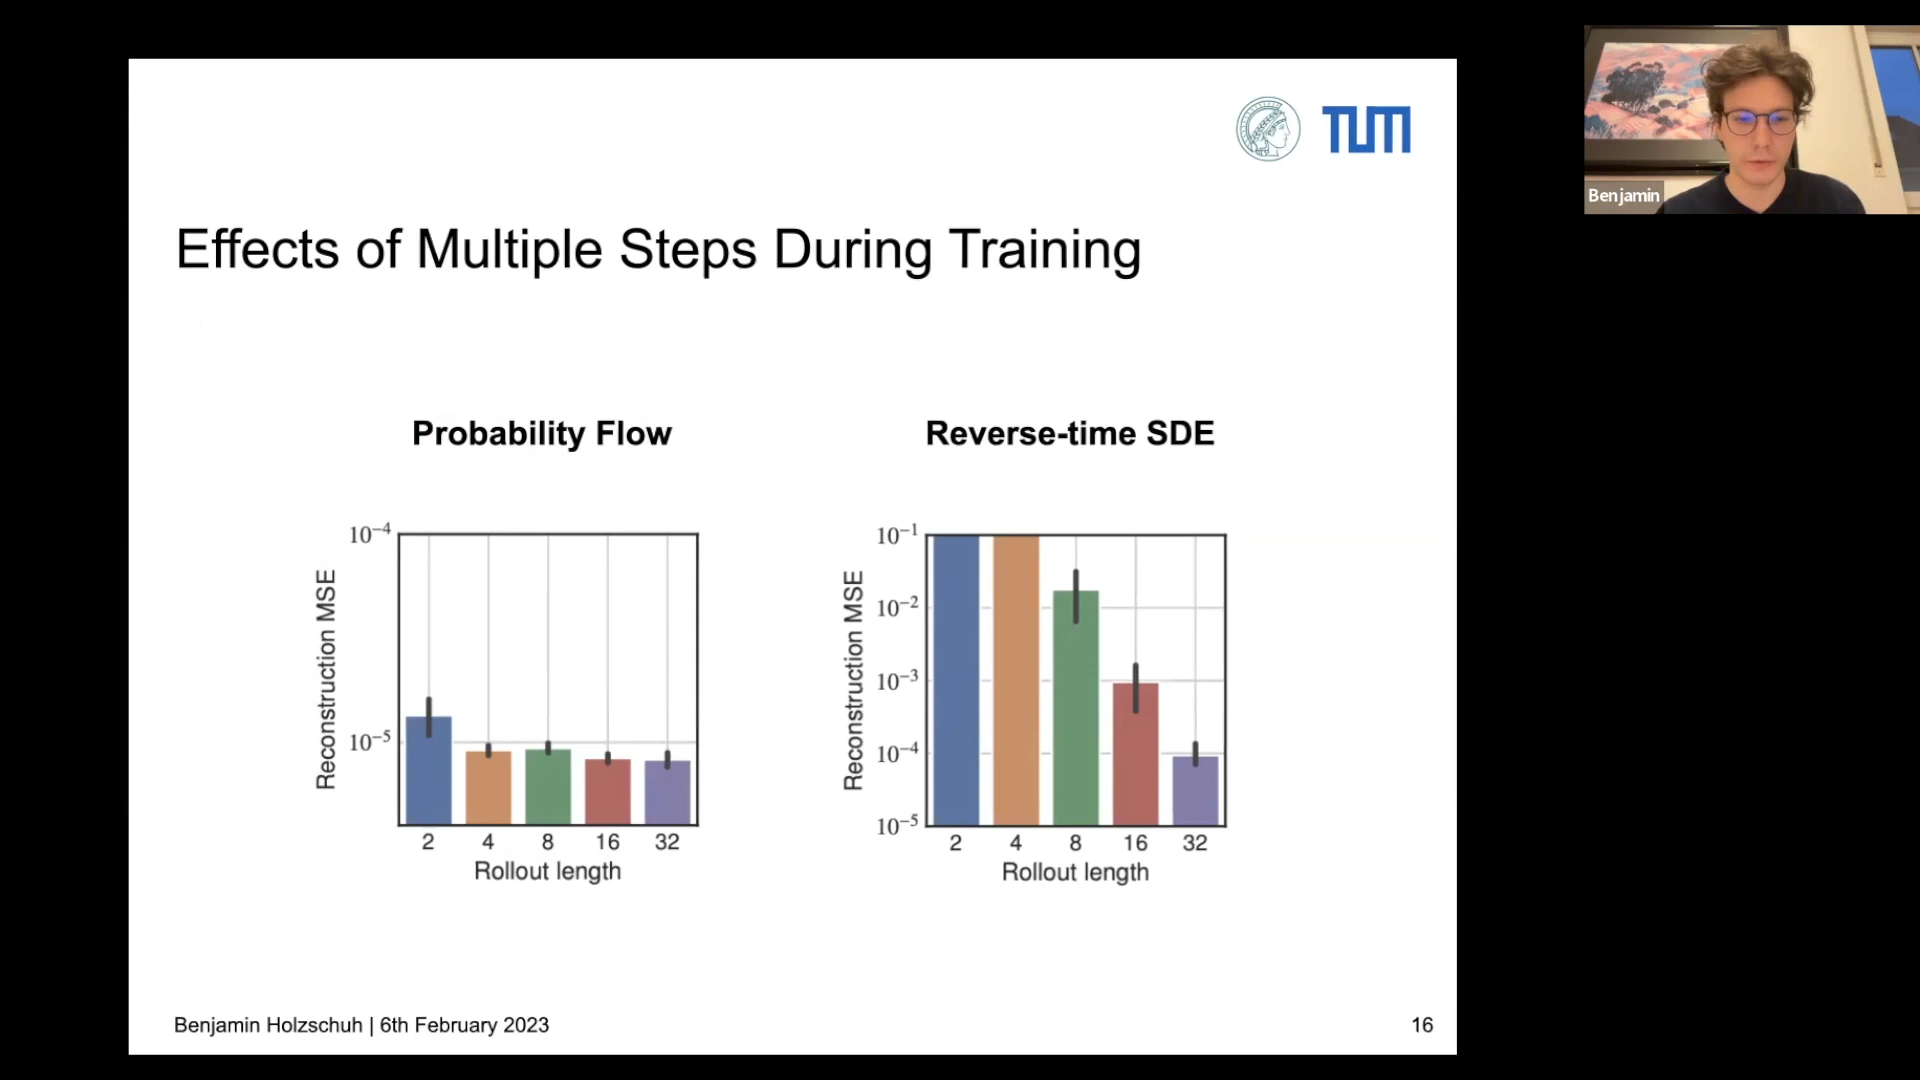 TUM
Benjamin
Effects of Multiple Steps During Training
Probability Flow
Reconstruction MSE
10⁻⁴
10⁻⁵
2 4 8 16 32
Rollout length
Reverse-time SDE
Reconstruction MSE
10⁻¹
10⁻²
10⁻³
10⁻⁴
10⁻⁵
2 4 8 16 32
Rollout length
Benjamin Holzschuh | 6th February 2023
16